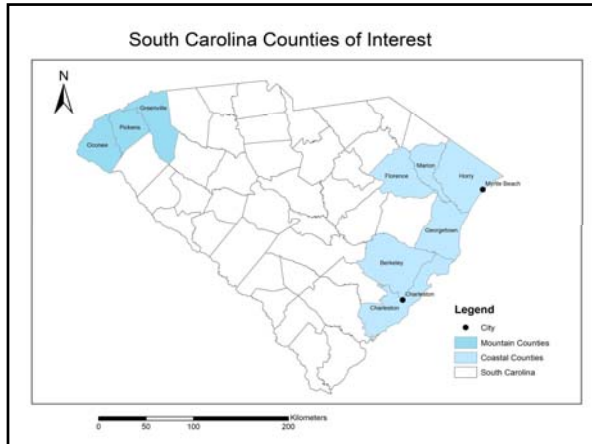 South Carolina Counties of Interest
N
Greenville
Pickens
Oconee
Marion
Florence
Horry
Myrtle Beach
Georgetown
Berkeley
Charleston
Charleston
Legend
City
Mountain Counties
Coastal Counties
South Carolina
Kilometers
0 50 100 200